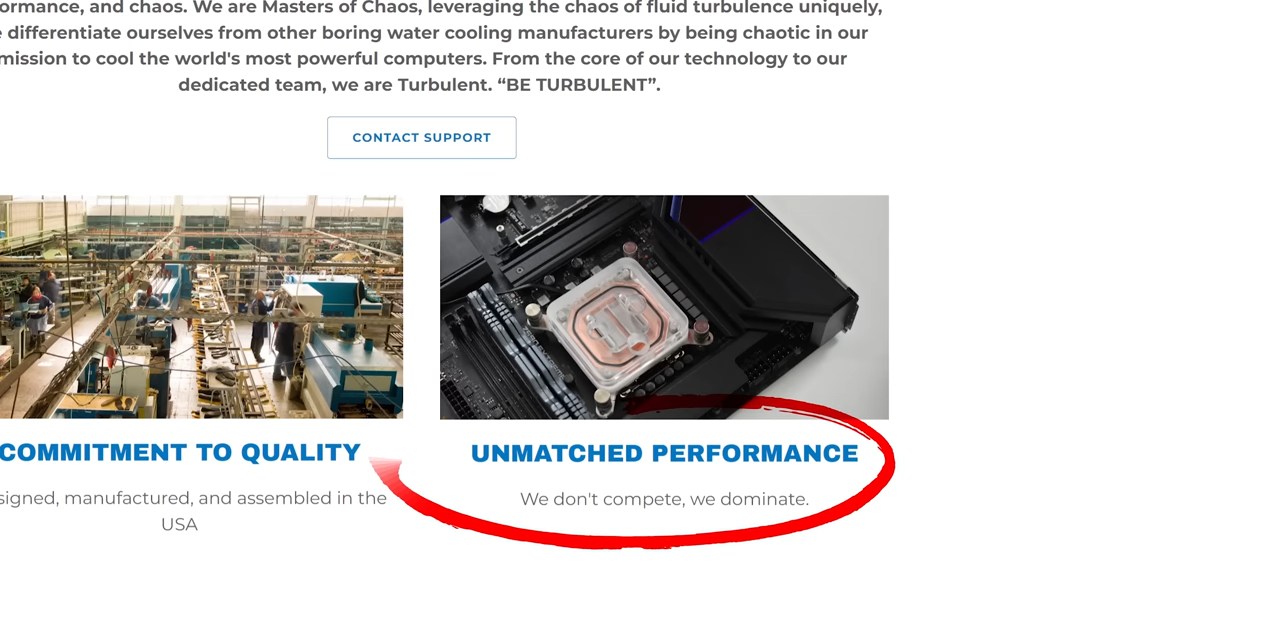 ormance, and chaos. We are Masters of Chaos, leveraging the chaos of fluid turbulence uniquely,
differentiate ourselves from other boring water cooling manufacturers by being chaotic in our
mission to cool the world's most powerful computers. From the core of our technology to our
dedicated team, we are Turbulent. “BE TURBULENT”.
CONTACT SUPPORT
COMMITMENT TO QUALITY
signed, manufactured, and assembled in the
USA
UNMATCHED PERFORMANCE
We don't compete, we dominate.